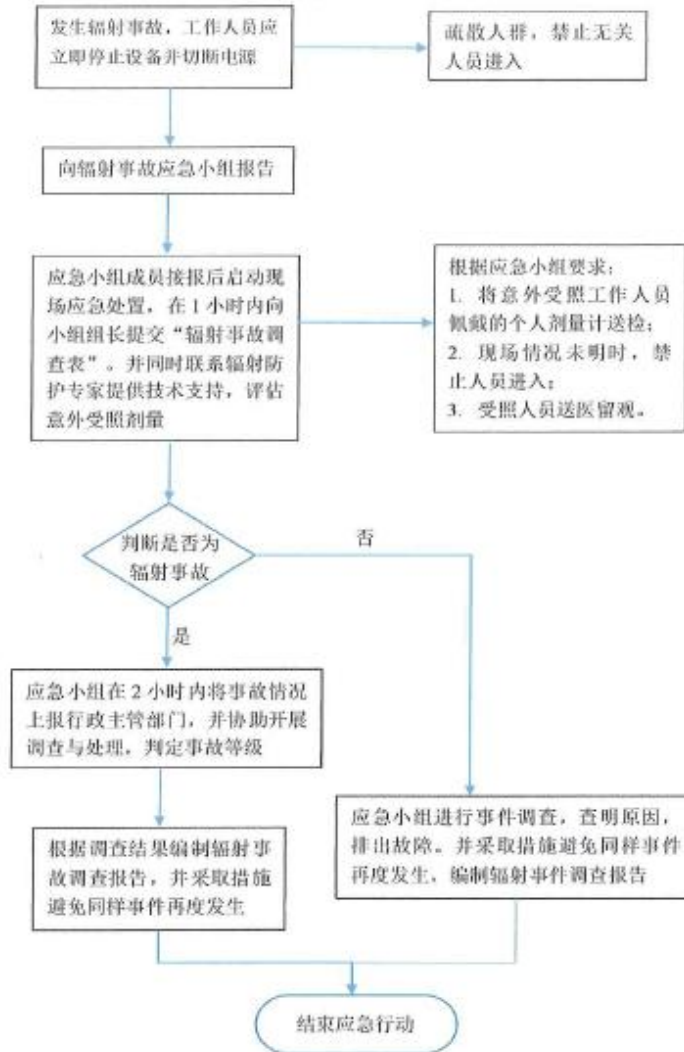 发生辐射事故，工作人员应
立即停止设备并切断电源
疏散人群，禁止无关
人员进入
向辐射事故应急小组报告
应急小组成员接报后启动现
场应急处置，在1小时内向
小组组长提交“辐射事故调
查表”。并同时联系辐射防
护专家提供技术支持，评估
意外受照剂量
根据应急小组要求：
1. 将意外受照工作人员
佩戴的个人剂量计送检；
2. 现场情况未明时，禁
止人员进入；
3. 受照人员送医留观。
判断是否为
辐射事故
否
是
应急小组在2小时内将事故情况
上报行政主管部门，并协助开展
调查与处理，判定事故等级
应急小组进行事件调查，查明原因，
排出故障。并采取措施避免同样事件
再度发生，编制辐射事件调查报告
根据调查结果编制辐射事
故调查报告，并采取措施
避免同样事件再度发生
结束应急行动